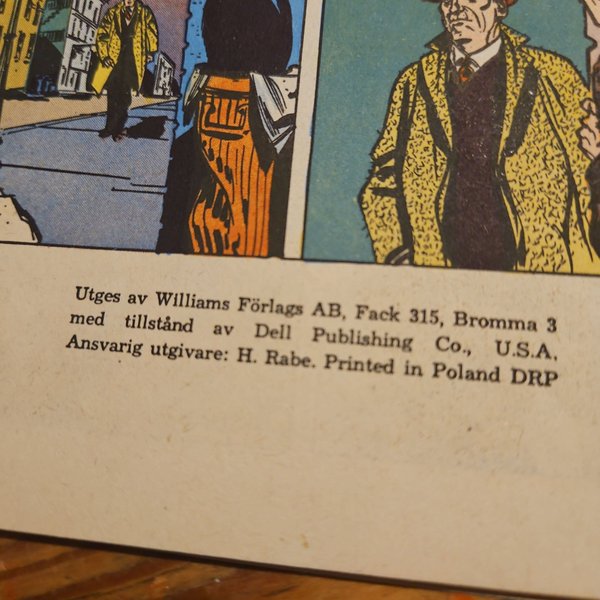 Utges av Williams Förlags AB, Fack 315, Bromma 3
med tillstånd av Dell Publishing Co., U.S.A.
Ansvarig utgivare: H. Rabe. Printed in Poland DRP